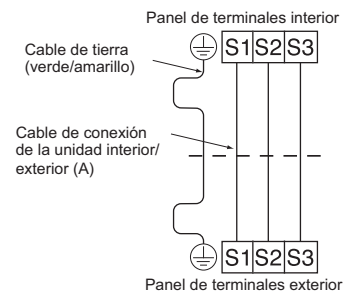 Panel de terminales interior
Cable de tierra
(verde/amarillo)
S1 S2 S3
Cable de conexión
de la unidad interior/
exterior (A)
S1 S2 S3
Panel de terminales exterior